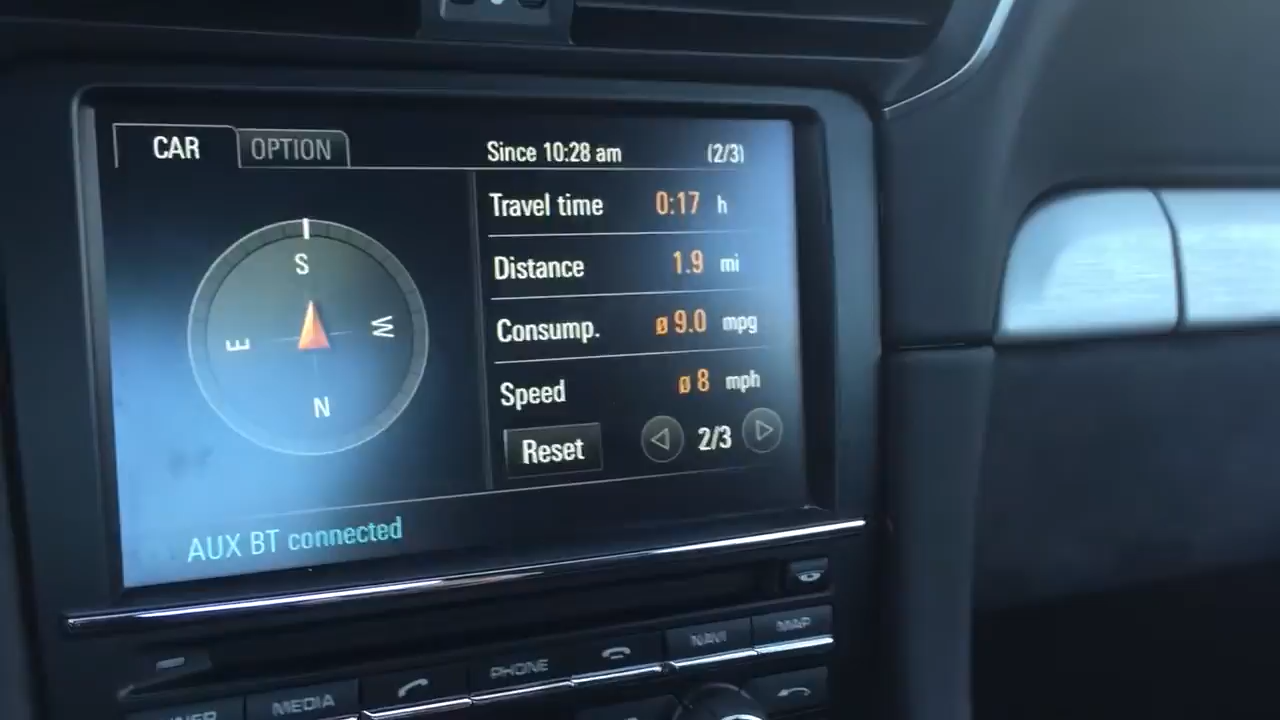 CAR OPTION Since 10:28 am (2/3)
Travel time 0:17 h
Distance 1.9 mi
Consump. ø 9.0 mpg
Speed ø 8 mph
Reset 2/3
S
E W
N
AUX BT connected
MEDIA PHONE NAVI MAP